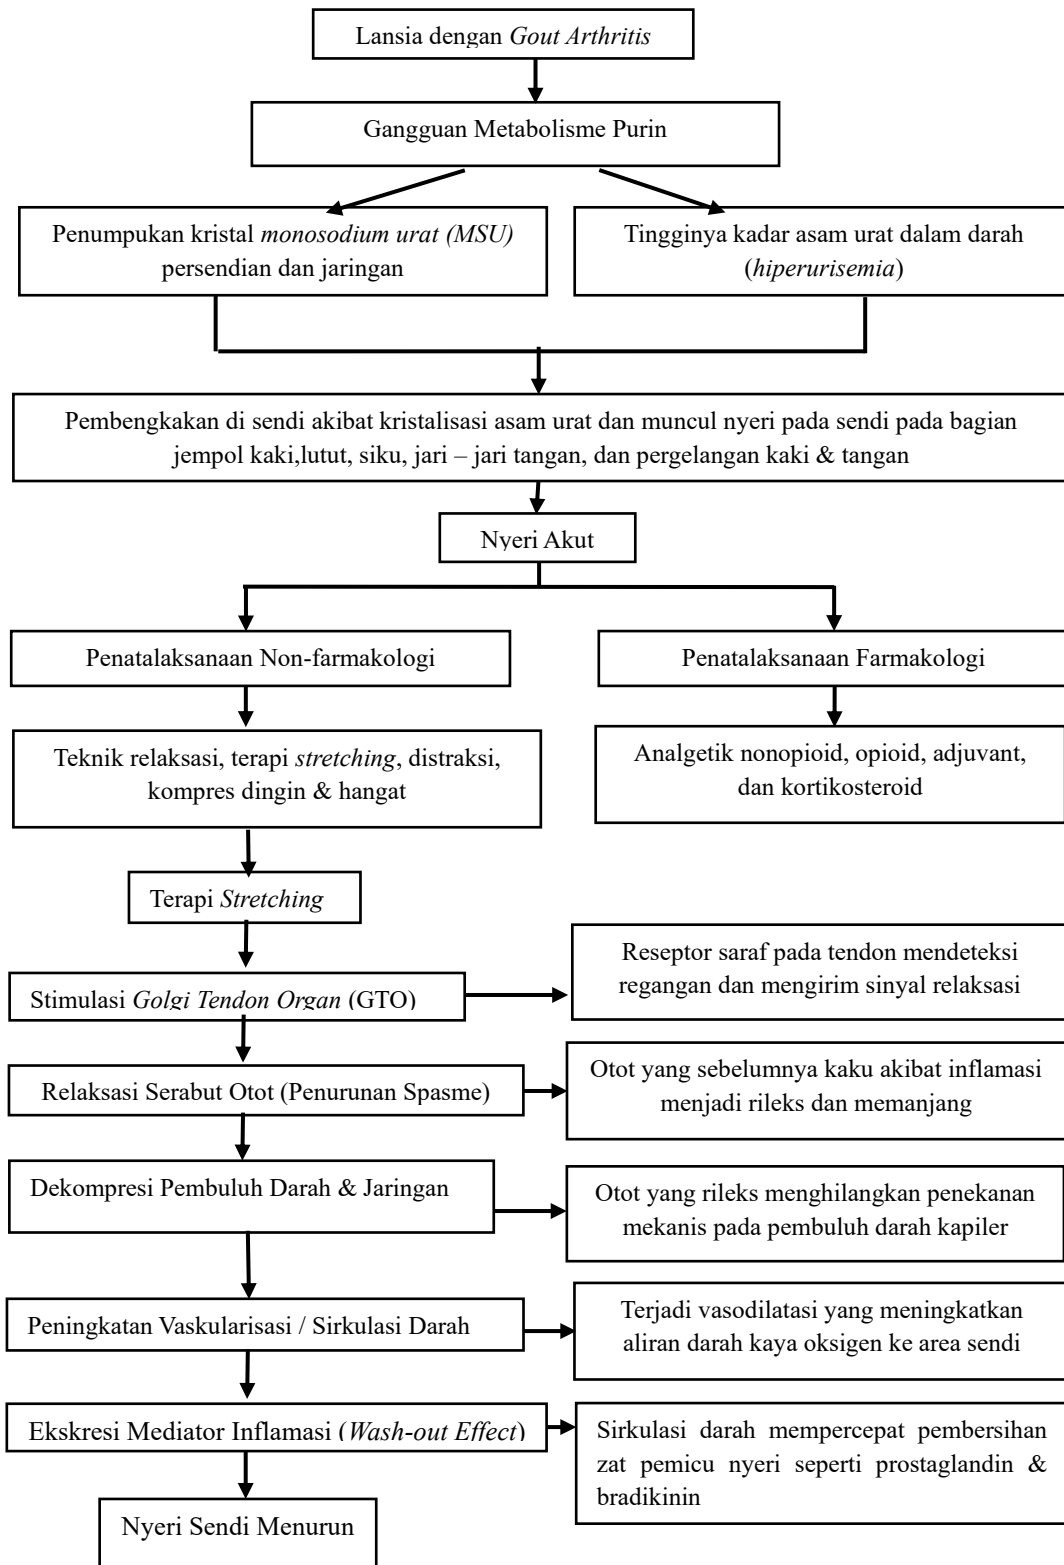 Lansia dengan Gout Arthritis
Gangguan Metabolisme Purin
Penumpukan kristal monosodium urat (MSU)
persendian dan jaringan
Tingginya kadar asam urat dalam darah
(hiperurisemia)
Pembengkakan di sendi akibat kristalisasi asam urat dan muncul nyeri pada sendi pada bagian
jempol kaki,lutut, siku, jari – jari tangan, dan pergelangan kaki & tangan
Nyeri Akut
Penatalaksanaan Non-farmakologi
Penatalaksanaan Farmakologi
Teknik relaksasi, terapi stretching, distraksi,
kompres dingin & hangat
Analgetik nonopioid, opioid, adjuvant,
dan kortikosteroid
Terapi Stretching
Stimulasi Golgi Tendon Organ (GTO)
Reseptor saraf pada tendon mendeteksi
regangan dan mengirim sinyal relaksasi
Relaksasi Serabut Otot (Penurunan Spasme)
Otot yang sebelumnya kaku akibat inflamasi
menjadi rileks dan memanjang
Dekompresi Pembuluh Darah & Jaringan
Otot yang rileks menghilangkan penekanan
mekanis pada pembuluh darah kapiler
Peningkatan Vaskularisasi / Sirkulasi Darah
Terjadi vasodilatasi yang meningkatkan
aliran darah kaya oksigen ke area sendi
Ekskresi Mediator Inflamasi (Wash-out Effect)
Sirkulasi darah mempercepat pembersihan
zat pemicu nyeri seperti prostaglandin &
bradikinin
Nyeri Sendi Menurun